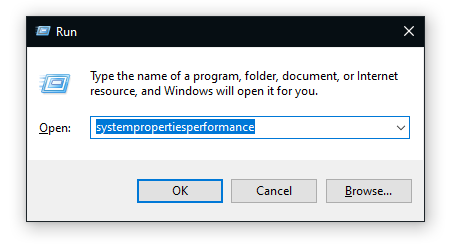 Run
Type the name of a program, folder, document, or Internet
resource, and Windows will open it for you.
Open: systempropertiesperformance
OK Cancel Browse...